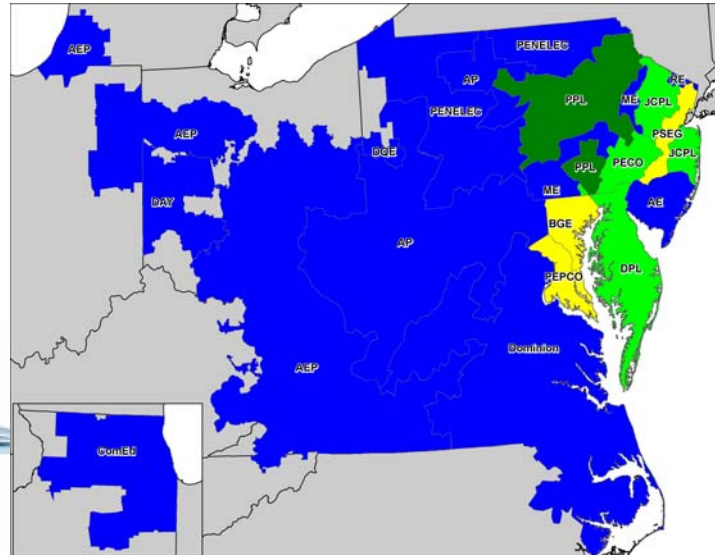 AEP
PENELEC
AP
RE
AEP
PPL
ME
JCPL
PENELEC
PSEG
DQE
PECO
JCPL
PPL
DAY
ME
AE
BGE
AP
PEPCO
DPL
Dominion
AEP
ComEd